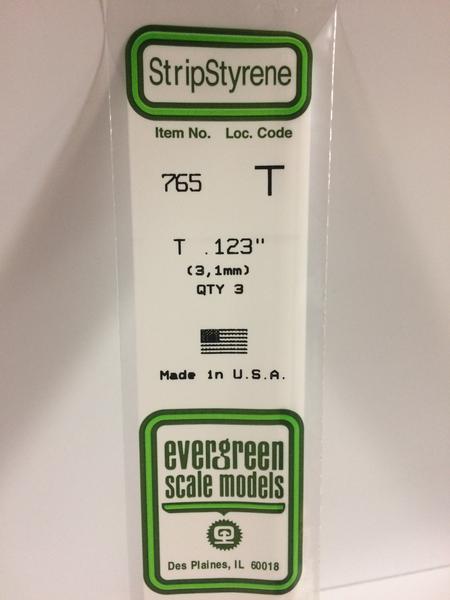 StripStyrene
Item No. Loc. Code
765 T
T .123"
(3,1mm)
QTY 3
Made in U.S.A.
evergreen
scale models
Des Plaines, IL 60018